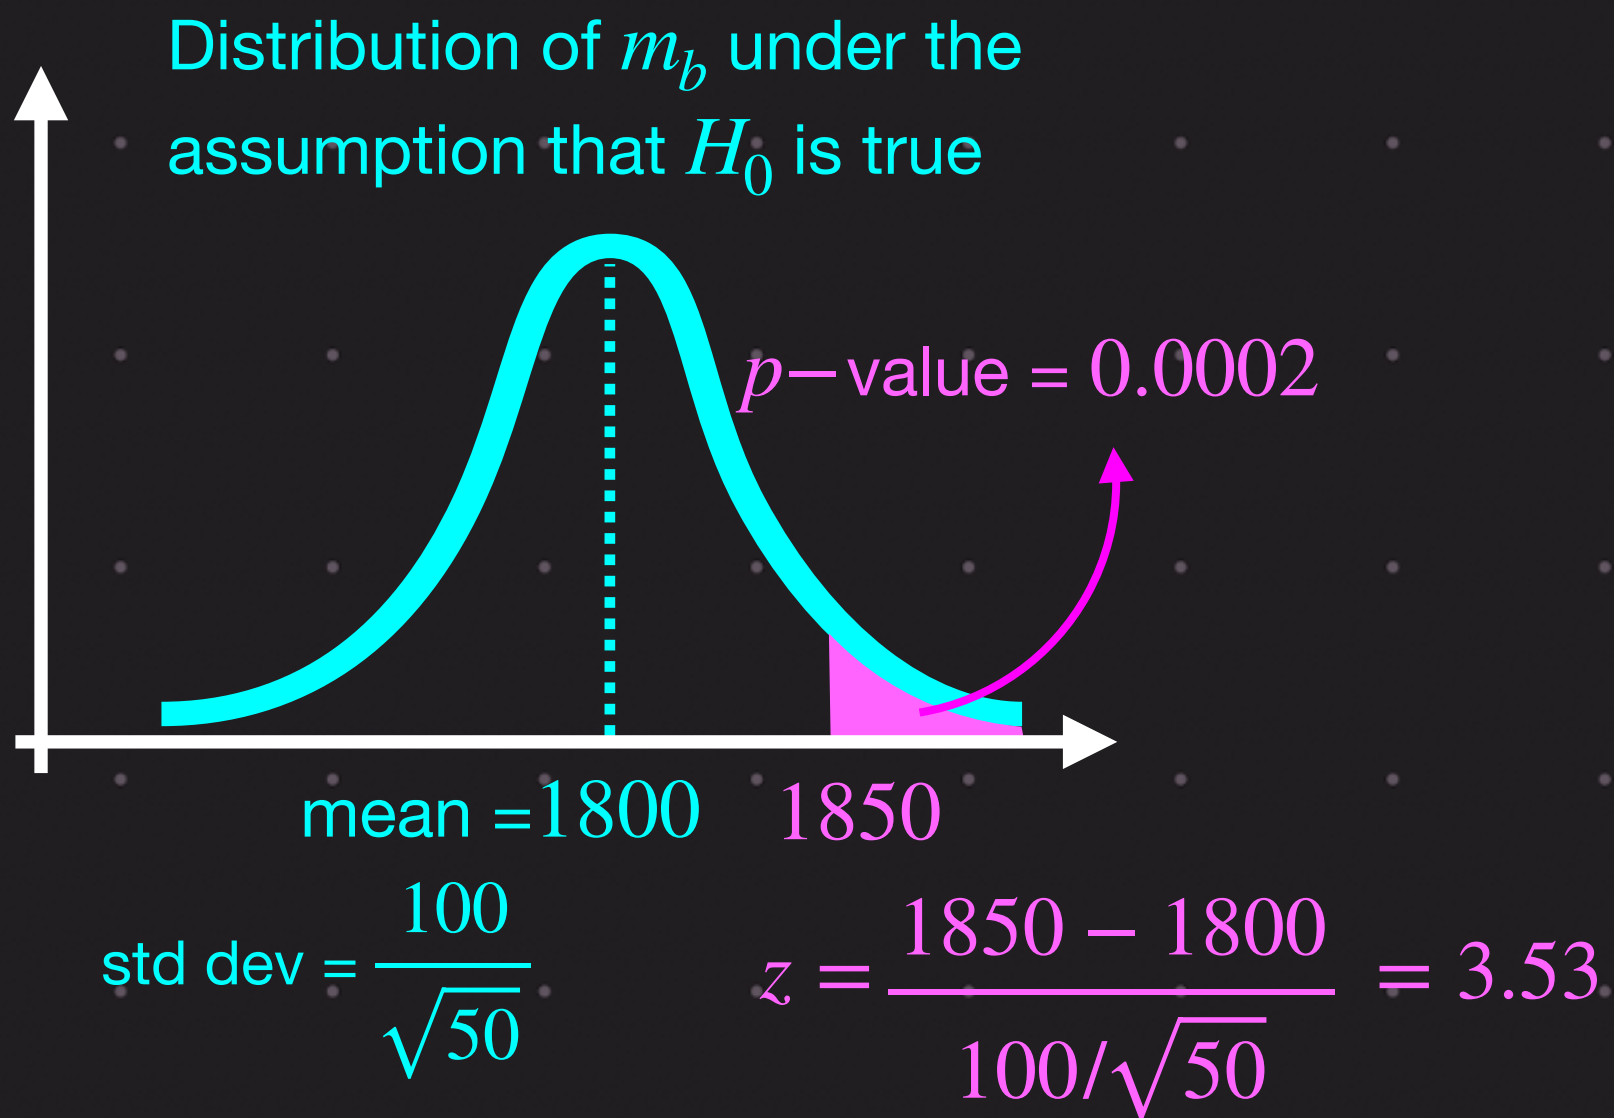 Distribution of m_b under the
assumption that H_0 is true
p−value = 0.0002
mean =1800
1850
std dev = 100/√50
z = (1850 − 1800)/(100/√50) = 3.53